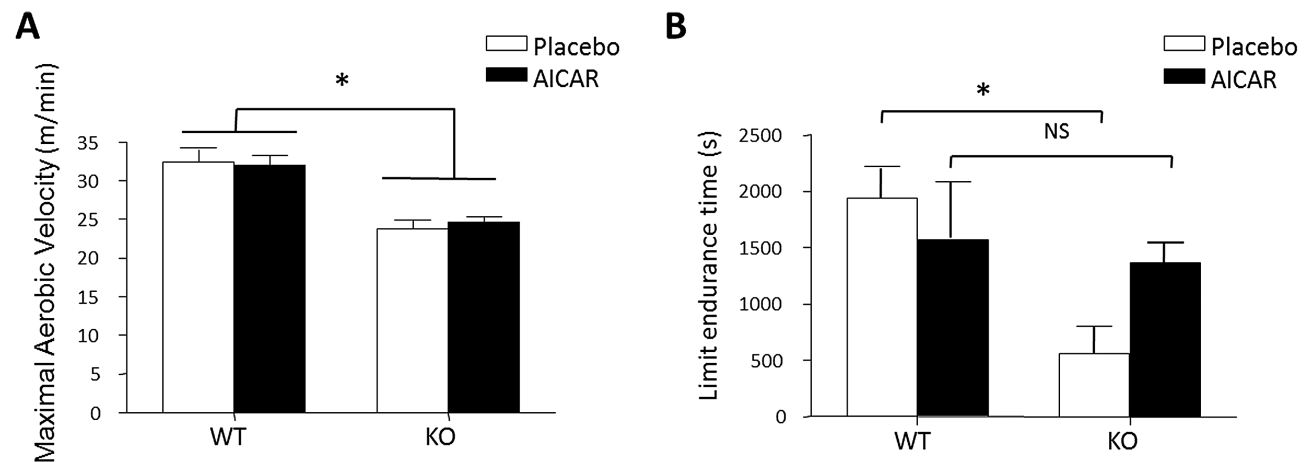 A
Placebo
AICAR
*
Maximal Aerobic Velocity (m/min)
35
30
25
20
15
10
5
0
WT
KO
B
Placebo
AICAR
*
NS
Limit endurance time (s)
2500
2000
1500
1000
500
0
WT
KO